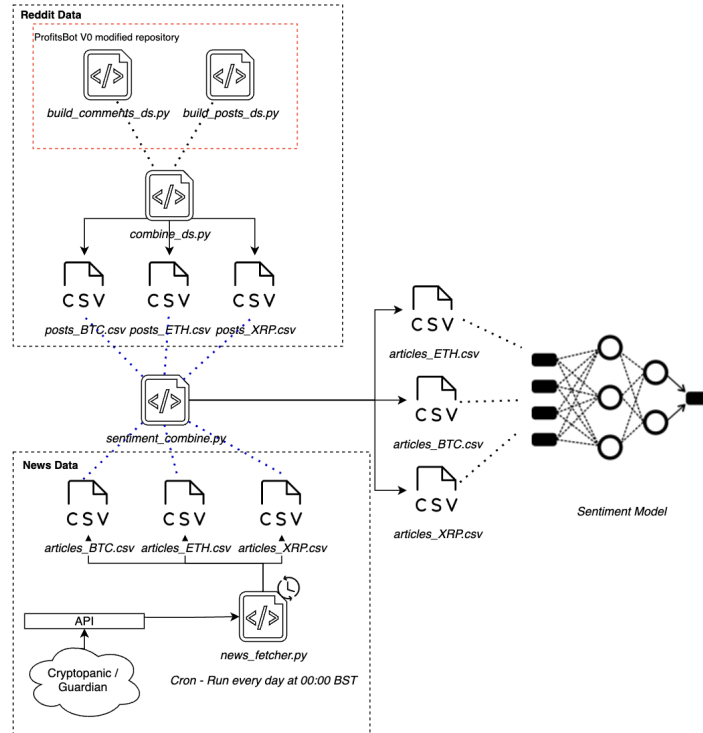 Reddit Data
ProfitsBot V0 modified repository
</>
</>
build_comments_ds.py
build_posts_ds.py
</>
combine_ds.py
CSV
CSV
CSV
posts_BTC.csv
posts_ETH.csv
posts_XRP.csv
</>
sentiment_combine.py
CSV
articles_ETH.csv
CSV
articles_BTC.csv
CSV
articles_XRP.csv
Sentiment Model
News Data
CSV
CSV
CSV
articles_BTC.csv
articles_ETH.csv
articles_XRP.csv
API
</>
news_fetcher.py
Cryptopanic /
Guardian
Cron - Run every day at 00:00 BST